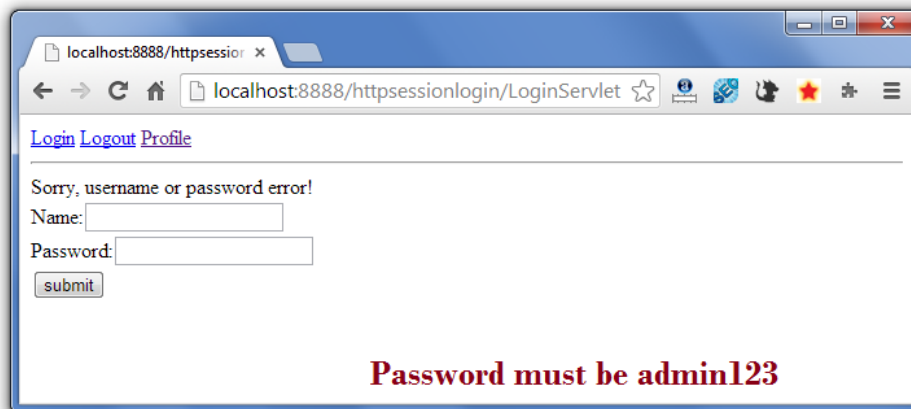 localhost:8888/httpsession
localhost:8888/httpsessionlogin/LoginServlet
Login Logout Profile
Sorry, username or password error!
Name:
Password:
submit
Password must be admin123